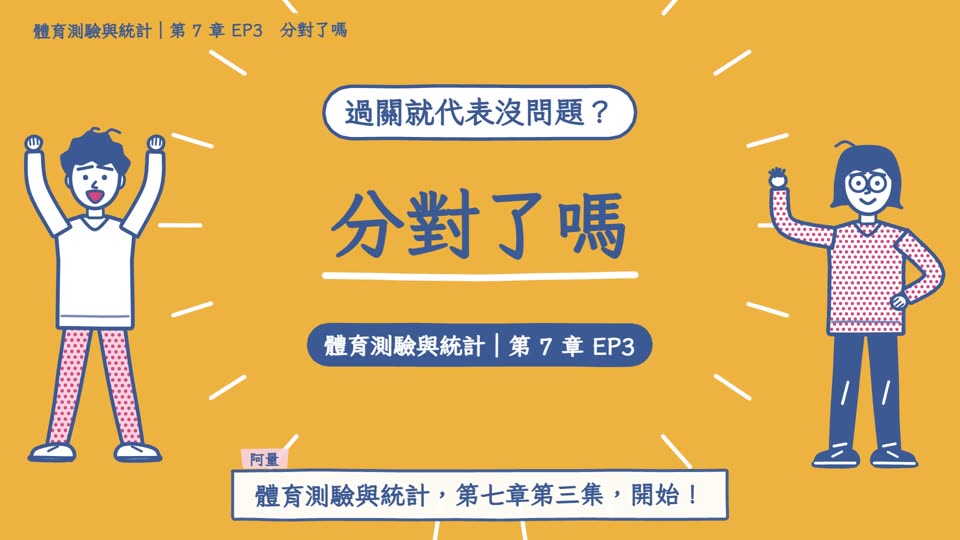 體育測驗與統計｜第 7 章 EP3　分對了嗎
過關就代表沒問題？
分對了嗎
體育測驗與統計｜第 7 章 EP3
阿量
體育測驗與統計，第七章第三集，開始！